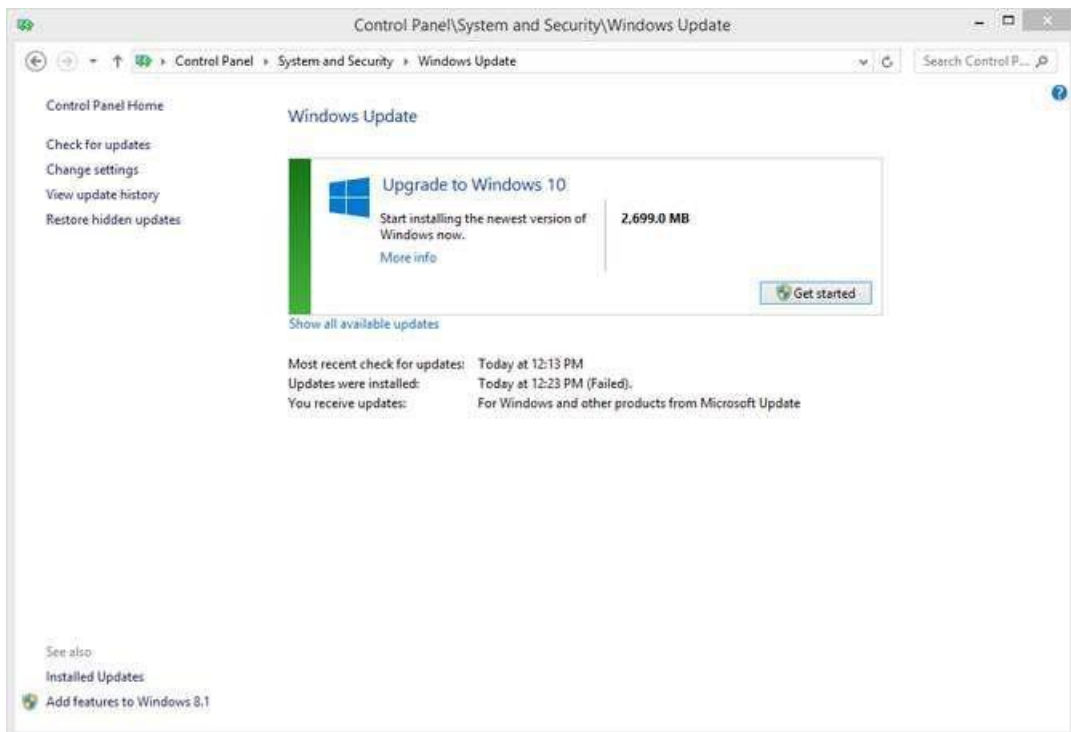 Control Panel\System and Security\Windows Update
Control Panel System and Security Windows Update
Search Control P...
Control Panel Home
Check for updates
Change settings
View update history
Restore hidden updates
Windows Update
Upgrade to Windows 10
Start installing the newest version of
Windows now.
More info
2,699.0 MB
Get started
Show all available updates
Most recent check for updates: Today at 12:13 PM
Updates were installed: Today at 12:23 PM (Failed).
You receive updates: For Windows and other products from Microsoft Update
See also
Installed Updates
Add features to Windows 8.1